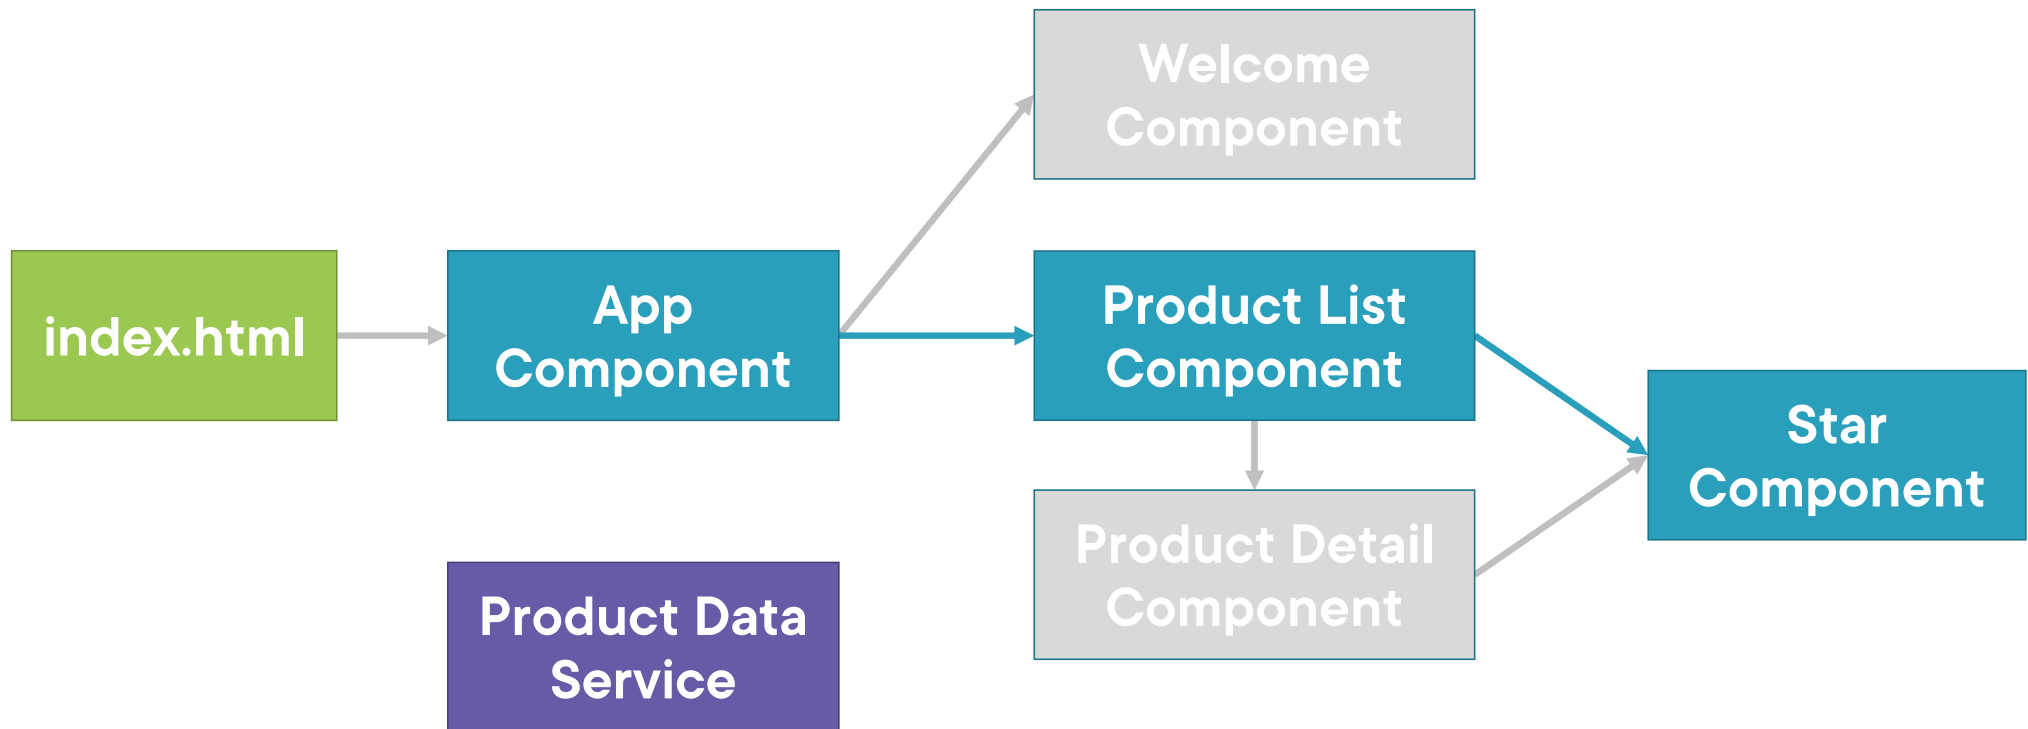 Welcome
Component
index.html
App
Component
Product List
Component
Star
Component
Product Detail
Component
Product Data
Service